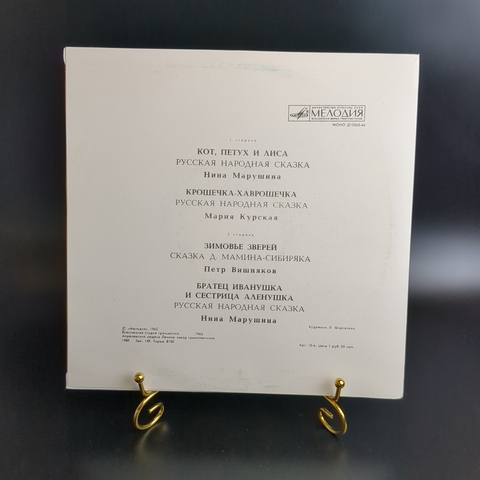 МЕЛОДИЯ
МОНО
1 сторона
КОТ, ПЕТУХ И ЛИСА
РУССКАЯ НАРОДНАЯ СКАЗКА
Нина Марушина
КРОШЕЧКА-ХАВРОШЕЧКА
РУССКАЯ НАРОДНАЯ СКАЗКА
Мария Курская
2 сторона
ЗИМОВЬЕ ЗВЕРЕЙ
СКАЗКА Д. МАМИНА-СИБИРЯКА
Петр Вишняков
БРАТЕЦ ИВАНУШКА
И СЕСТРИЦА АЛЕНУШКА
РУССКАЯ НАРОДНАЯ СКАЗКА
Нина Марушина